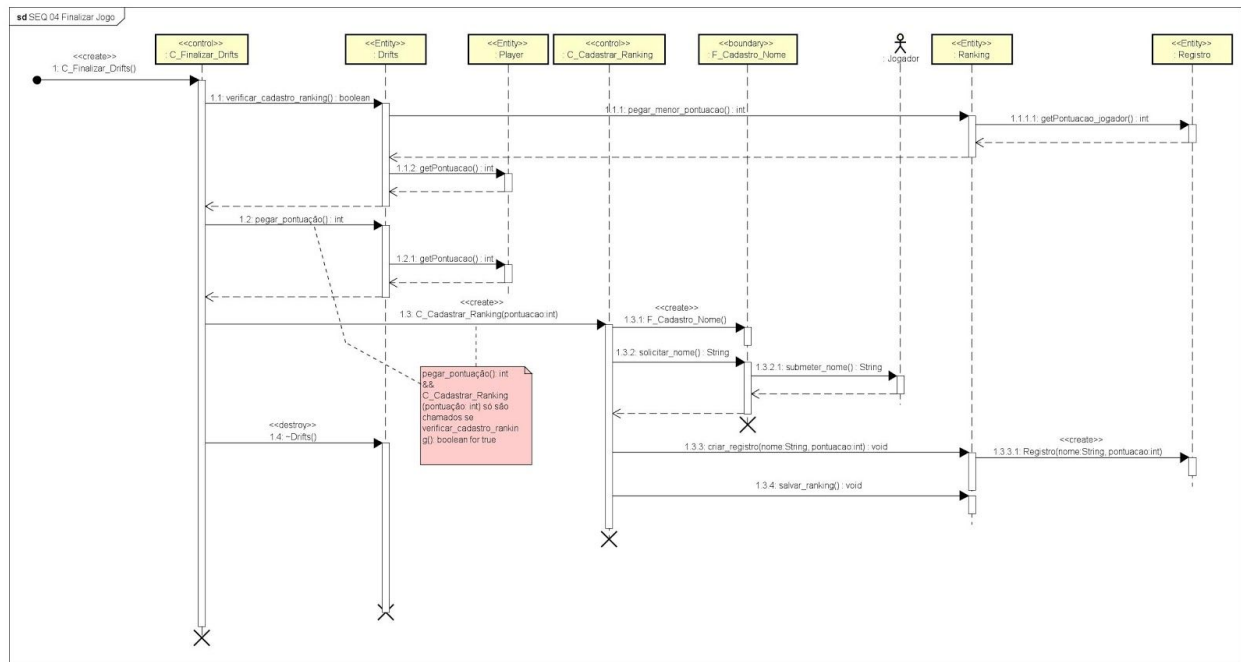 sd SEQ 04 Finalizar Jogo
<<control>>
: C_Finalizar_Drifts
<<Entity>>
: Drifts
<<Entity>>
: Player
<<control>>
: C_Cadastrar_Ranking
<<boundary>>
: F_Cadastro_Nome
: Jogador
<<Entity>>
: Ranking
<<Entity>>
: Registro
<<create>>
1: C_Finalizar_Drifts()
1.1: verificar_cadastro_ranking() : boolean
1.1.1: pegar_menor_pontuacao() : int
1.1.1.1: getPontuacao_jogador() : int
1.1.2: getPontuacao() : int
1.2: pegar_pontuação() : int
1.2.1: getPontuacao() : int
<<create>>
1.3: C_Cadastrar_Ranking(pontuacao:int)
<<create>>
1.3.1: F_Cadastro_Nome()
1.3.2: solicitar_nome() : String
1.3.2.1: submeter_nome() : String
pegar_pontuação(): int
&&
C_Cadastrar_Ranking
(pontuação: int) só são
chamados se
verificar_cadastro_rankin
g(): boolean for true
<<destroy>>
1.4: ~Drifts()
1.3.3: criar_registro(nome:String, pontuacao:int) : void
<<create>>
1.3.3.1: Registro(nome:String, pontuacao:int)
1.3.4: salvar_ranking() : void